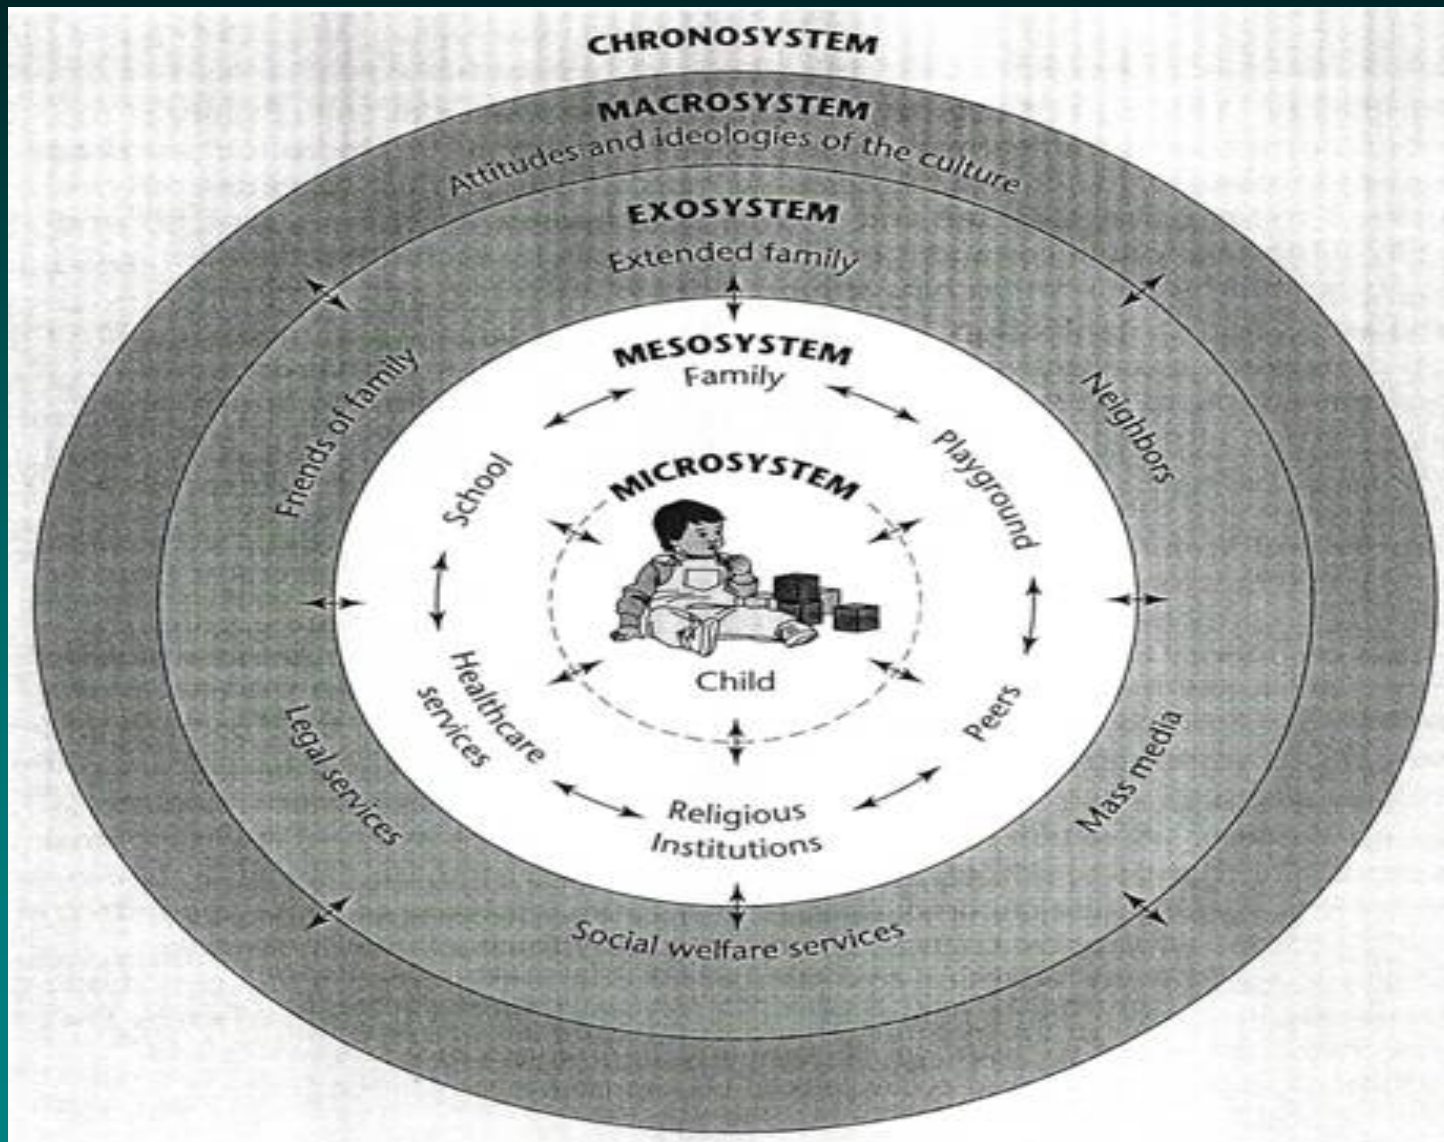 CHRONOSYSTEM
MACROSYSTEM
Attitudes and ideologies of the culture
EXOSYSTEM
Extended family
Friends of family
Neighbors
Legal services
Mass media
Social welfare services
MESOSYSTEM
Family
School
Playground
Healthcare
services
Peers
Religious
Institutions
MICROSYSTEM
Child